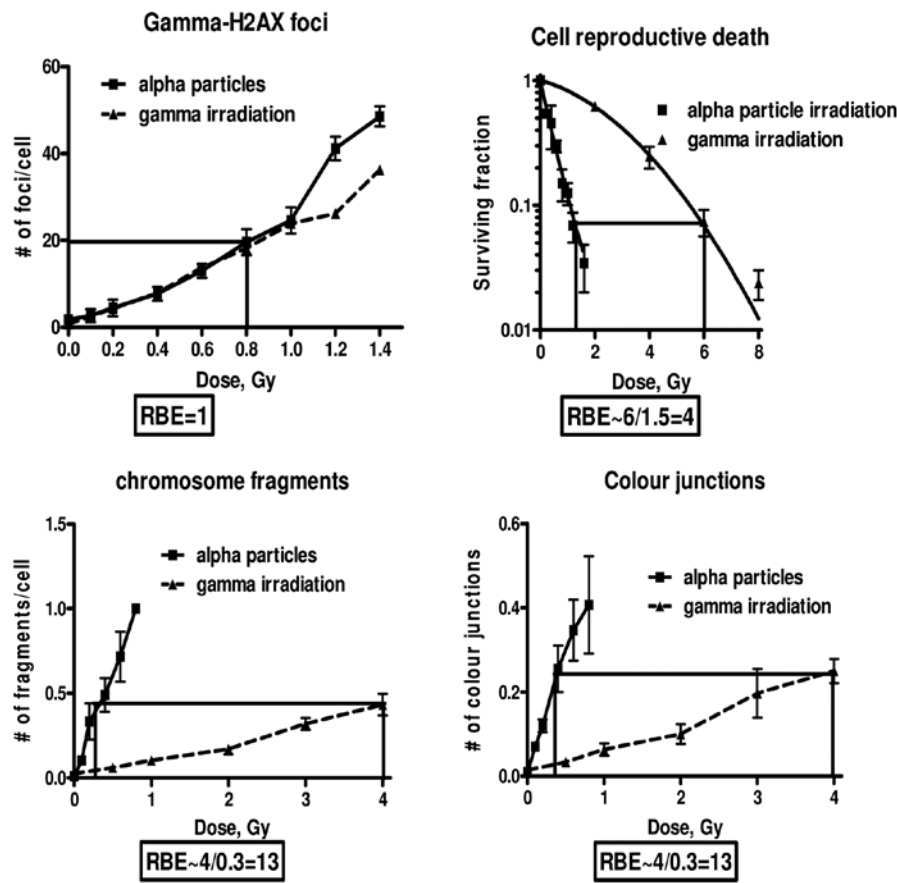 Gamma-H2AX foci
# of foci/cell
60
40
20
0
alpha particles
gamma irradiation
0.0 0.2 0.4 0.6 0.8 1.0 1.2 1.4
Dose, Gy
RBE=1
Cell reproductive death
Surviving fraction
1
0.1
0.01
alpha particle irradiation
gamma irradiation
0 2 4 6 8
Dose, Gy
RBE~6/1.5=4
chromosome fragments
# of fragments/cell
1.5
1.0
0.5
0.0
alpha particles
gamma irradiation
0 1 2 3 4
Dose, Gy
RBE~4/0.3=13
Colour junctions
# of colour junctions
0.6
0.4
0.2
0.0
alpha particles
gamma irradiation
0 1 2 3 4
Dose, Gy
RBE~4/0.3=13